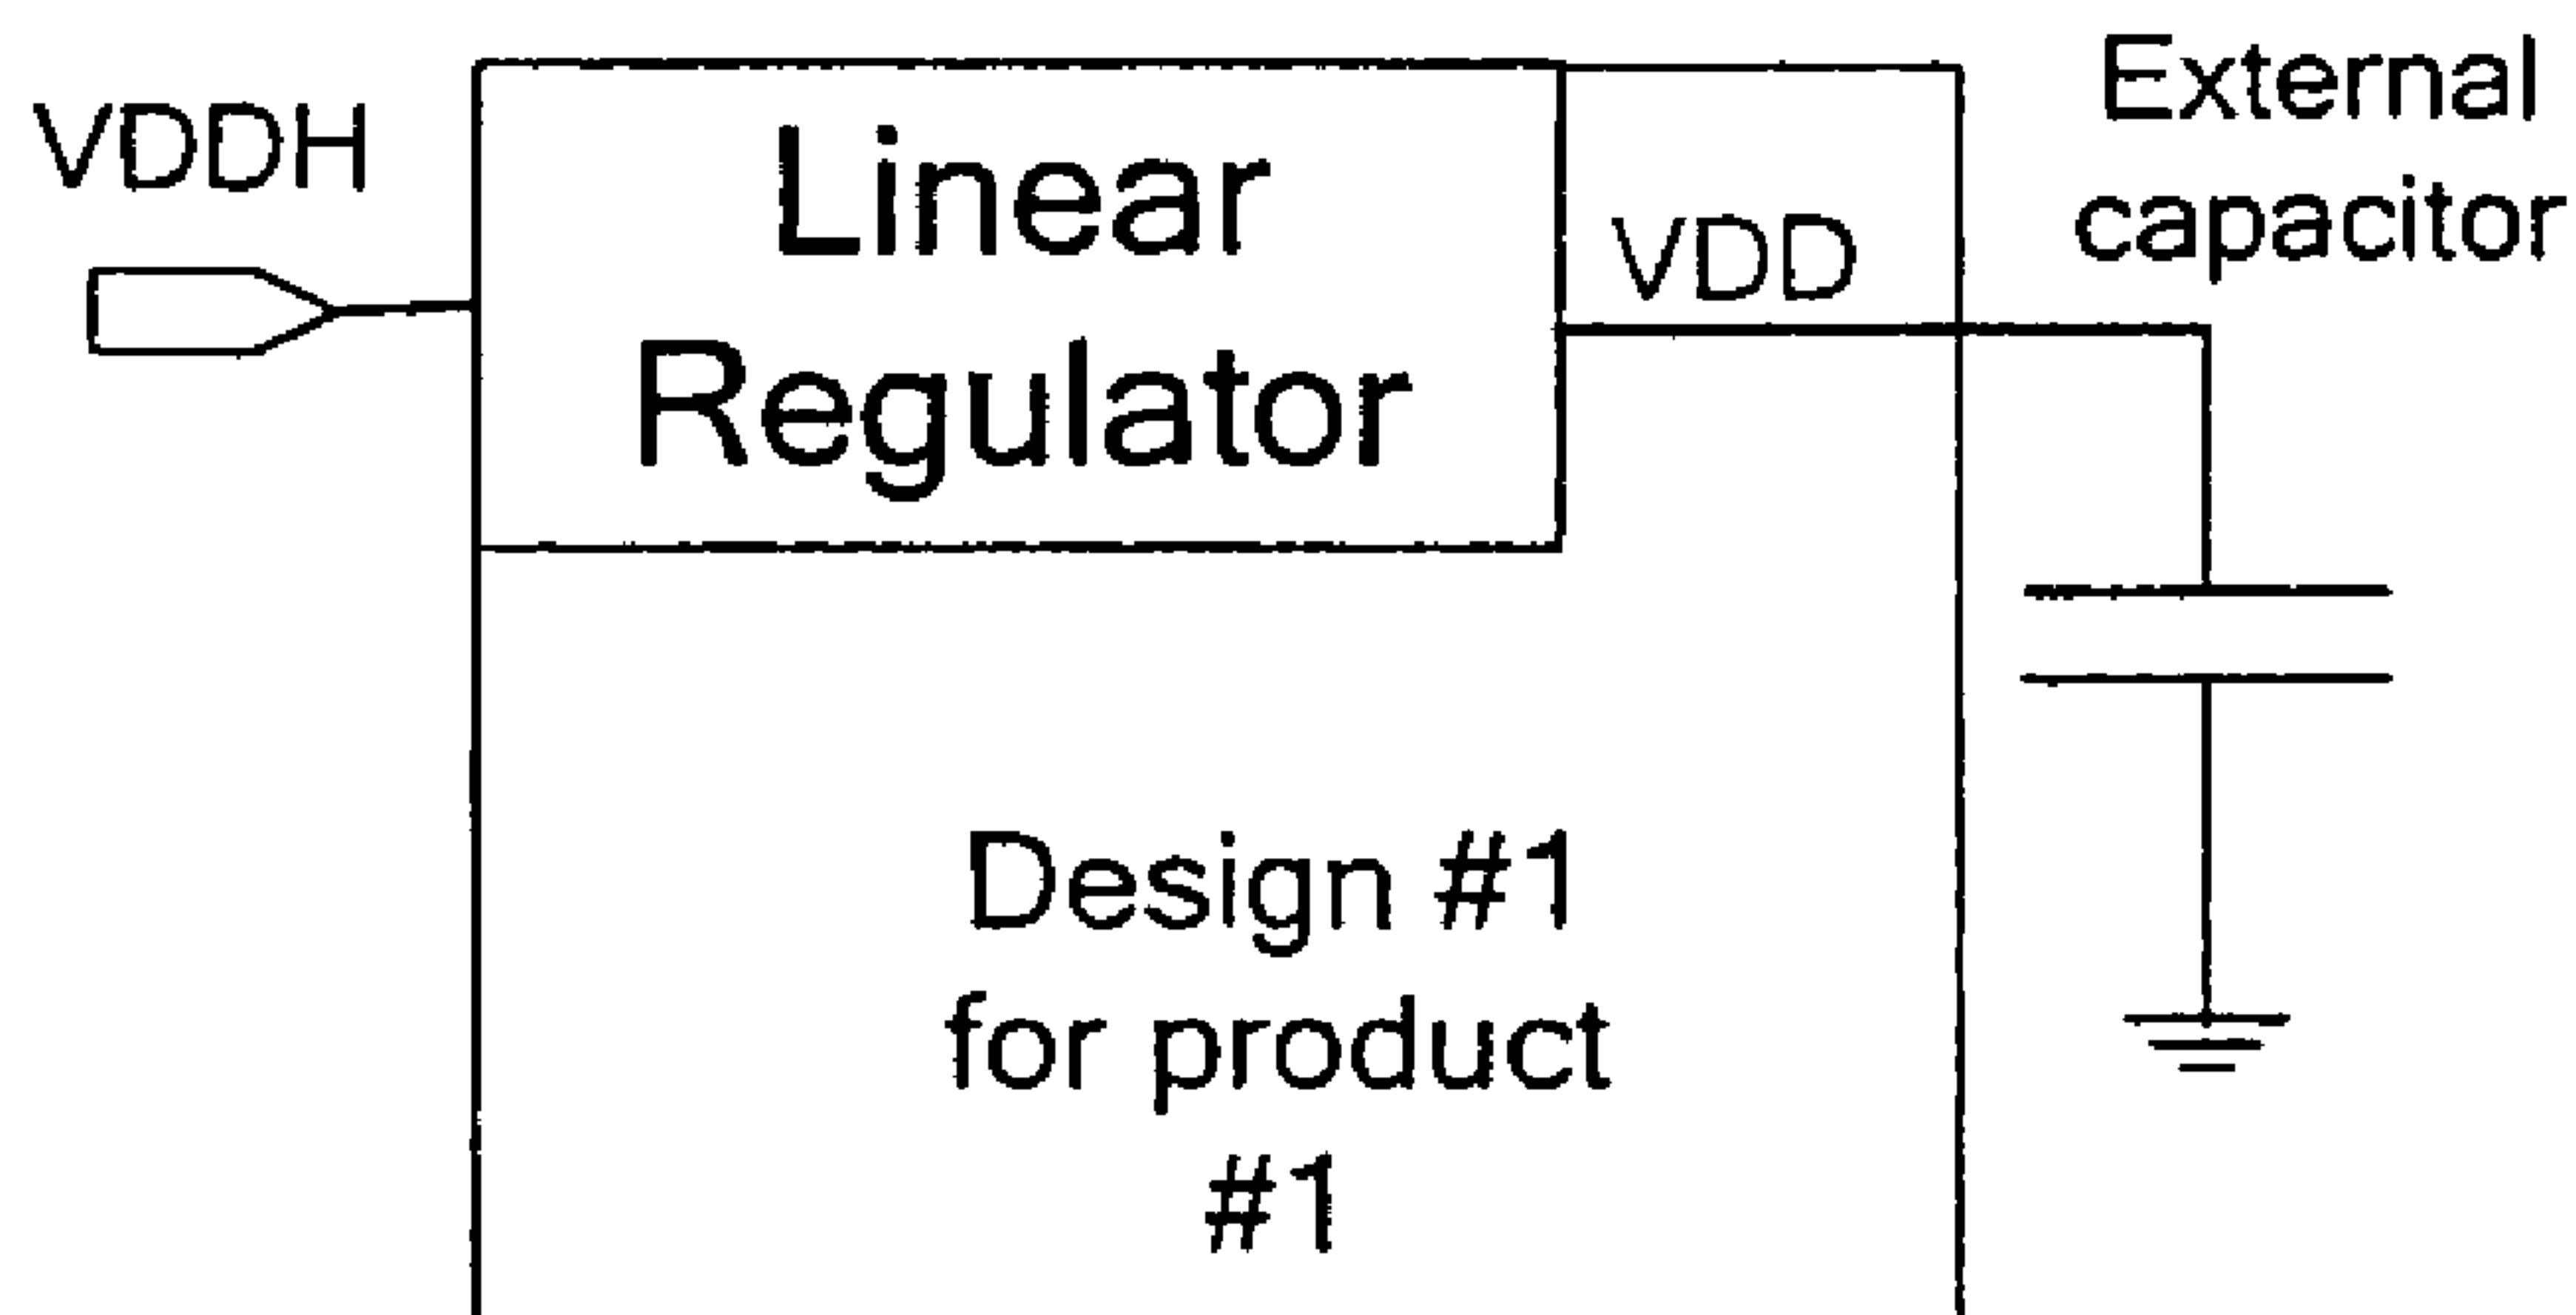 VDDH
Linear
Regulator
VDD
External
capacitor
Design #1
for product
#1